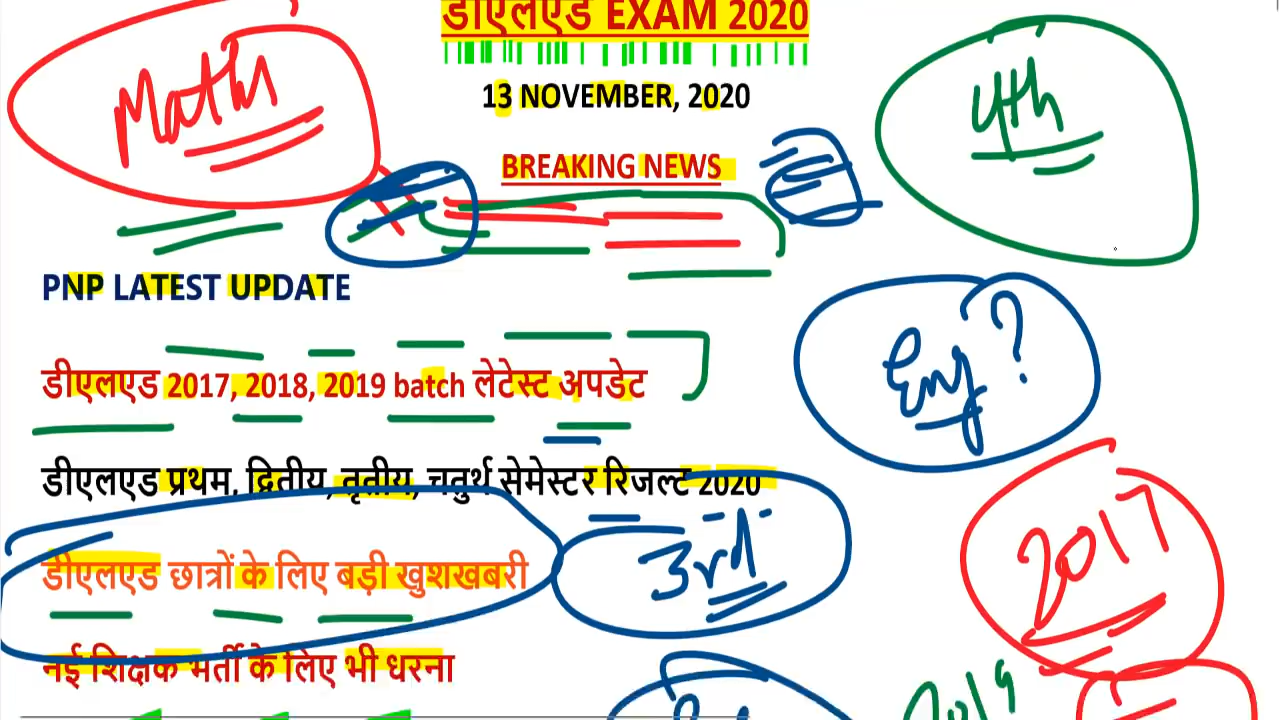 डीएलएड EXAM 2020
Math
4th
13 NOVEMBER, 2020
BREAKING NEWS
PNP LATEST UPDATE
Eng ?
डीएलएड 2017, 2018, 2019 batch लेटेस्ट अपडेट
डीएलएड प्रथम, द्वितीय, तृतीय, चतुर्थ सेमेस्टर रिजल्ट 2020
2017
डीएलएड छात्रों के लिए बड़ी खुशखबरी
3rd
नई शिक्षक भर्ती के लिए भी धरना
2019